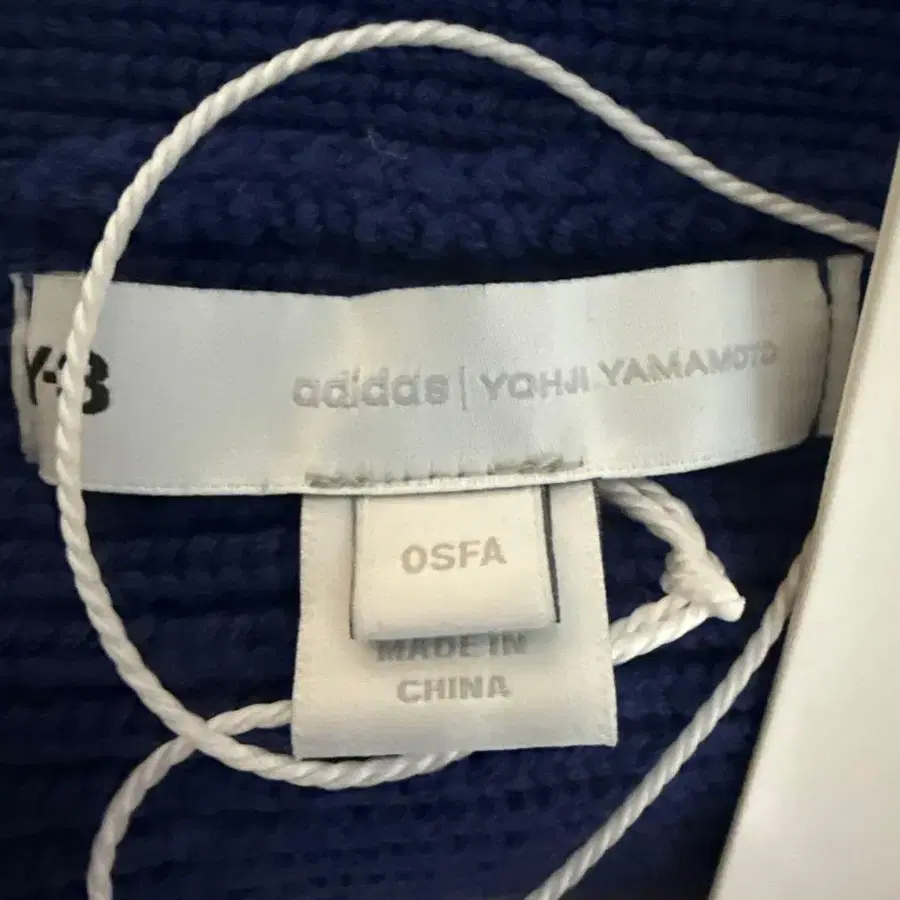 Y-3
adidas | YOHJI YAMAMOTO
OSFA
MADE IN
CHINA